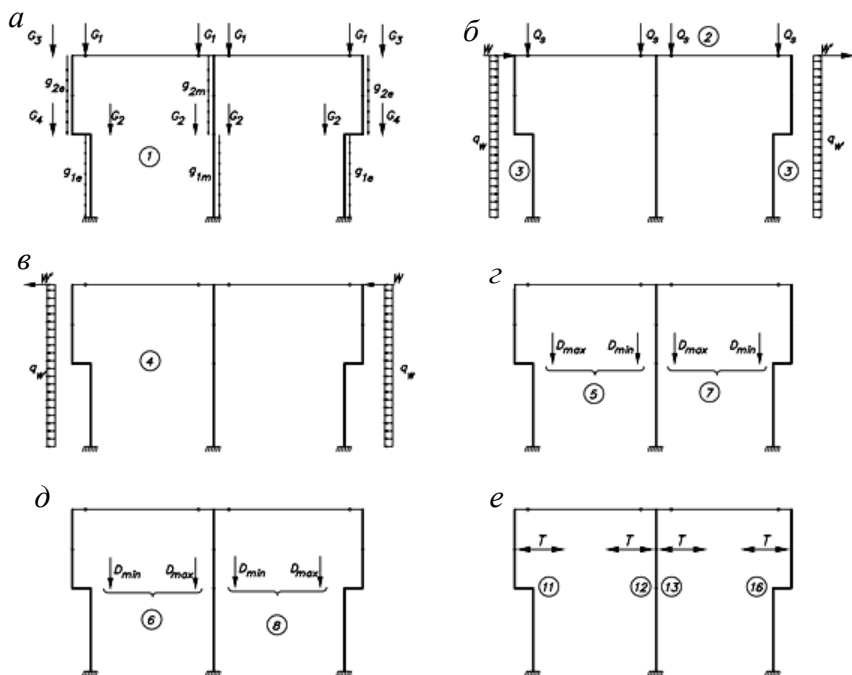 а
G3 G1 G1 G1 G1 G3
g2e g2m g2e
G4 G2 G2 G2 G2 G4
1
g1e g1m g1e
б
W Qs Qs Qs 2 Qs W'
qw qw'
3 3
в
W' W
4
qw' qw
г
Dmax Dmin Dmax Dmin
5 7
д
Dmin Dmax Dmin Dmax
6 8
е
T T T T
11 12 13 16